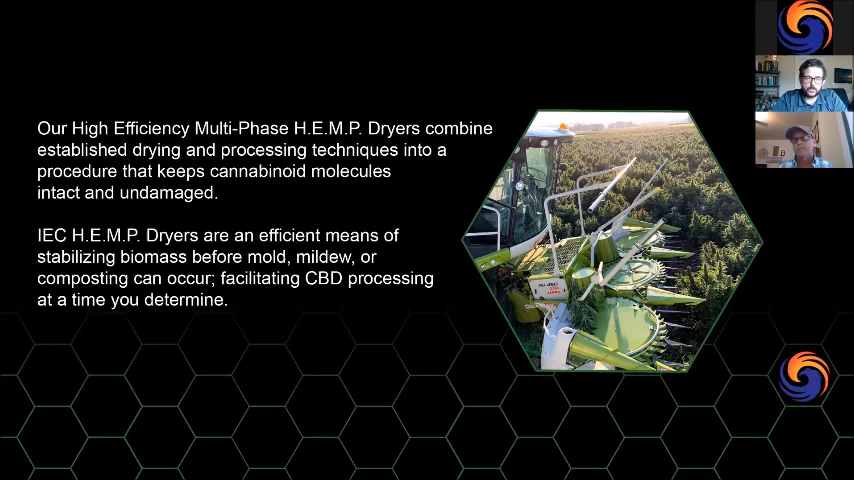 Our High Efficiency Multi-Phase H.E.M.P. Dryers combine
established drying and processing techniques into a
procedure that keeps cannabinoid molecules
intact and undamaged.
IEC H.E.M.P. Dryers are an efficient means of
stabilizing biomass before mold, mildew, or
composting can occur; facilitating CBD processing
at a time you determine.